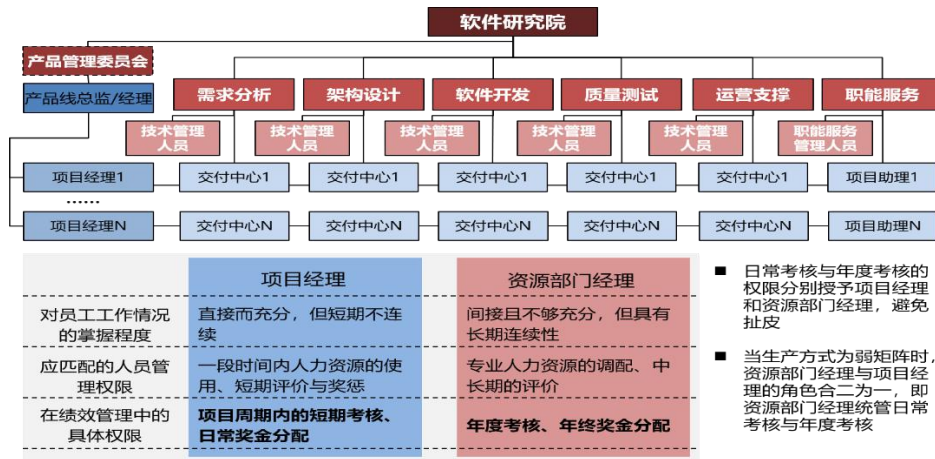 软件研究院
产品管理委员会
产品线总监/经理
需求分析
架构设计
软件开发
质量测试
运营支撑
职能服务
技术管理
人员
技术管理
人员
技术管理
人员
技术管理
人员
技术管理
人员
职能服务
管理人员
项目经理1
交付中心1
交付中心1
交付中心1
交付中心1
交付中心1
项目助理1
……
项目经理N
交付中心N
交付中心N
交付中心N
交付中心N
交付中心N
项目助理N
项目经理
资源部门经理
对员工工作情况
的掌握程度
直接而充分，但短期不连
续
间接且不够充分，但具有
长期连续性
应匹配的人员管
理权限
一段时间内人力资源的使
用、短期评价与奖惩
专业人力资源的调配、中
长期的评价
在绩效管理中的
具体权限
项目周期内的短期考核、
日常奖金分配
年度考核、年终奖金分配
■ 日常考核与年度考核的
权限分别授予项目经理
和资源部门经理，避免
扯皮
■ 当生产方式为弱矩阵时，
资源部门经理与项目经
理的角色合二为一，即
资源部门经理统管日常
考核与年度考核